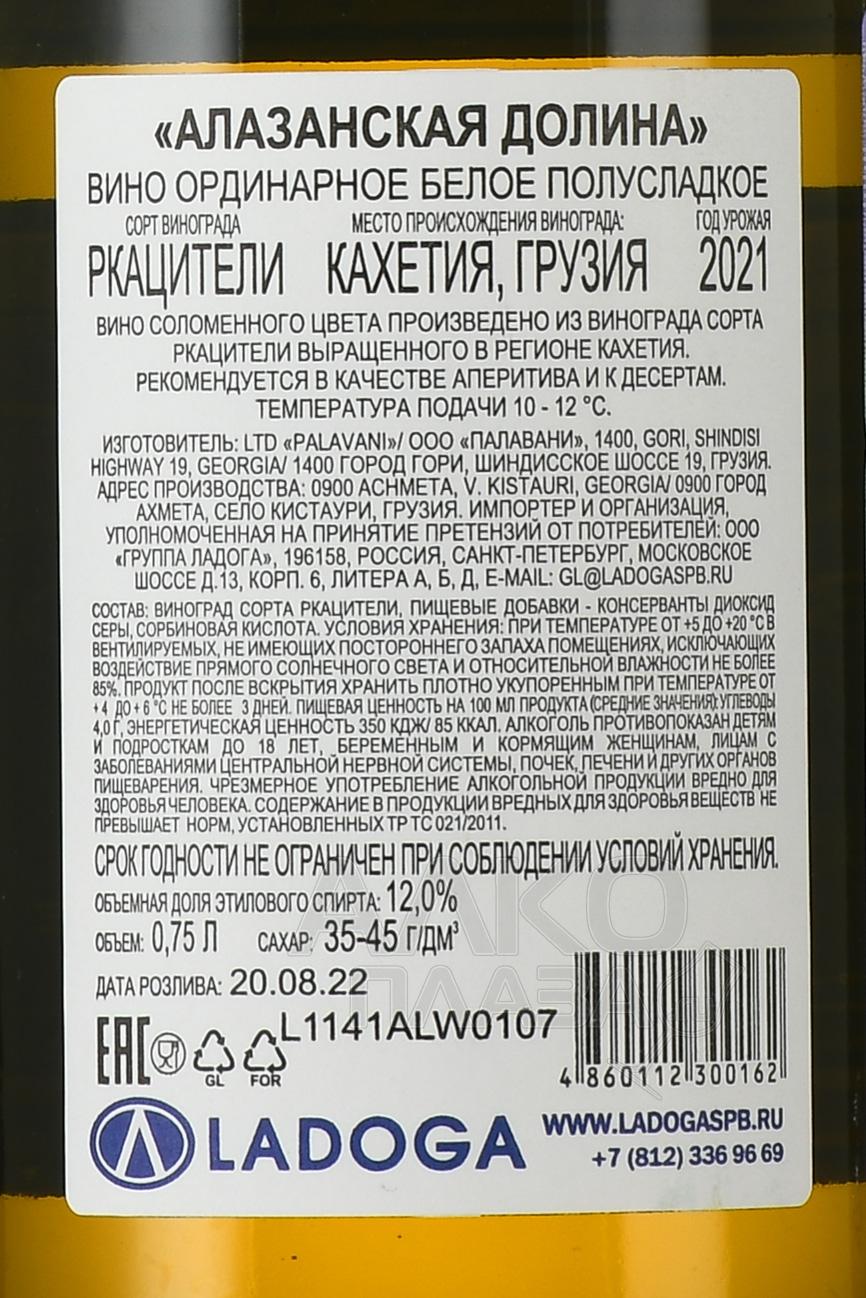 «АЛАЗАНСКАЯ ДОЛИНА»
ВИНО ОРДИНАРНОЕ БЕЛОЕ ПОЛУСЛАДКОЕ
СОРТ ВИНОГРАДА МЕСТО ПРОИСХОЖДЕНИЯ ВИНОГРАДА: ГОД УРОЖАЯ
РКАЦИТЕЛИ КАХЕТИЯ, ГРУЗИЯ 2021
ВИНО СОЛОМЕННОГО ЦВЕТА ПРОИЗВЕДЕНО ИЗ ВИНОГРАДА СОРТА
РКАЦИТЕЛИ ВЫРАЩЕННОГО В РЕГИОНЕ КАХЕТИЯ.
РЕКОМЕНДУЕТСЯ В КАЧЕСТВЕ АПЕРИТИВА И К ДЕСЕРТАМ.
ТЕМПЕРАТУРА ПОДАЧИ 10 - 12 °С.
ИЗГОТОВИТЕЛЬ: LTD «PALAVANI»/ ООО «ПАЛАВАНИ», 1400, GORI, SHINDISI
HIGHWAY 19, GEORGIA/ 1400 ГОРОД ГОРИ, ШИНДИССКОЕ ШОССЕ 19, ГРУЗИЯ.
АДРЕС ПРОИЗВОДСТВА: 0900 ACHMETA, V. KISTAURI, GEORGIA/ 0900 ГОРОД
АХМЕТА, СЕЛО КИСТАУРИ, ГРУЗИЯ. ИМПОРТЕР И ОРГАНИЗАЦИЯ,
УПОЛНОМОЧЕННАЯ НА ПРИНЯТИЕ ПРЕТЕНЗИЙ ОТ ПОТРЕБИТЕЛЕЙ: ООО
«ГРУППА ЛАДОГА», 196158, РОССИЯ, САНКТ-ПЕТЕРБУРГ, МОСКОВСКОЕ
ШОССЕ Д.13, КОРП. 6, ЛИТЕРА А, Б, Д, E-MAIL: GL@LADOGASPB.RU
СОСТАВ: ВИНОГРАД СОРТА РКАЦИТЕЛИ, ПИЩЕВЫЕ ДОБАВКИ - КОНСЕРВАНТЫ ДИОКСИД
СЕРЫ, СОРБИНОВАЯ КИСЛОТА. УСЛОВИЯ ХРАНЕНИЯ: ПРИ ТЕМПЕРАТУРЕ ОТ +5 ДО +20 °С В
ВЕНТИЛИРУЕМЫХ, НЕ ИМЕЮЩИХ ПОСТОРОННЕГО ЗАПАХА ПОМЕЩЕНИЯХ, ИСКЛЮЧАЮЩИХ
ВОЗДЕЙСТВИЕ ПРЯМОГО СОЛНЕЧНОГО СВЕТА И ОТНОСИТЕЛЬНОЙ ВЛАЖНОСТИ НЕ БОЛЕЕ
85%. ПРОДУКТ ПОСЛЕ ВСКРЫТИЯ ХРАНИТЬ ПЛОТНО УКУПОРЕННЫМ ПРИ ТЕМПЕРАТУРЕ ОТ
+ 4 ДО + 6 °С НЕ БОЛЕЕ 3 ДНЕЙ. ПИЩЕВАЯ ЦЕННОСТЬ НА 100 МЛ ПРОДУКТА (СРЕДНИЕ ЗНАЧЕНИЯ): УГЛЕВОДЫ
4,0 Г, ЭНЕРГЕТИЧЕСКАЯ ЦЕННОСТЬ 350 КДЖ/ 85 ККАЛ. АЛКОГОЛЬ ПРОТИВОПОКАЗАН ДЕТЯМ
И ПОДРОСТКАМ ДО 18 ЛЕТ, БЕРЕМЕННЫМ И КОРМЯЩИМ ЖЕНЩИНАМ, ЛИЦАМ С
ЗАБОЛЕВАНИЯМИ ЦЕНТРАЛЬНОЙ НЕРВНОЙ СИСТЕМЫ, ПОЧЕК, ПЕЧЕНИ И ДРУГИХ ОРГАНОВ
ПИЩЕВАРЕНИЯ. ЧРЕЗМЕРНОЕ УПОТРЕБЛЕНИЕ АЛКОГОЛЬНОЙ ПРОДУКЦИИ ВРЕДНО ДЛЯ
ЗДОРОВЬЯ ЧЕЛОВЕКА. СОДЕРЖАНИЕ В ПРОДУКЦИИ ВРЕДНЫХ ДЛЯ ЗДОРОВЬЯ ВЕЩЕСТВ НЕ
ПРЕВЫШАЕТ НОРМ, УСТАНОВЛЕННЫХ ТР ТС 021/2011.
СРОК ГОДНОСТИ НЕ ОГРАНИЧЕН ПРИ СОБЛЮДЕНИИ УСЛОВИЙ ХРАНЕНИЯ.
ОБЪЕМНАЯ ДОЛЯ ЭТИЛОВОГО СПИРТА: 12,0%
ОБЪЕМ: 0,75 Л САХАР: 35-45 Г/ДМ³
АЛКО
ПЛАЗА
ДАТА РОЗЛИВА: 20.08.22
L1141ALW0107
EAC
GL FOR
4 860112 300162
LADOGA
WWW.LADOGASPB.RU
+7 (812) 336 96 69